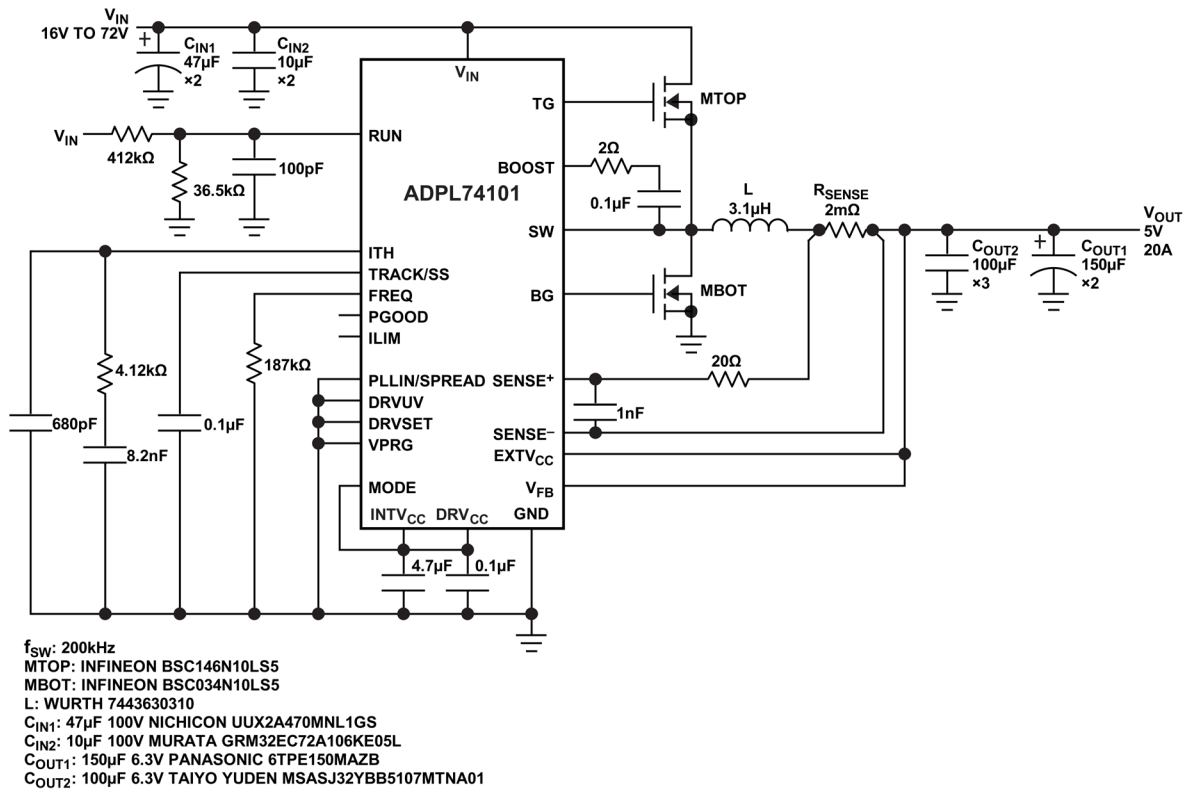 VIN
16V TO 72V
+
CIN1
47µF
×2
CIN2
10µF
×2
VIN
TG
MTOP
VIN
412kΩ
36.5kΩ
100pF
RUN
ADPL74101
BOOST
2Ω
0.1µF
SW
L
3.1µH
RSENSE
2mΩ
VOUT
5V
20A
COUT2
100µF
×3
+
COUT1
150µF
×2
ITH
TRACK/SS
FREQ
PGOOD
ILIM
BG
MBOT
4.12kΩ
187kΩ
PLLIN/SPREAD
DRVUV
DRVSET
VPRG
SENSE+
20Ω
1nF
SENSE–
EXTVCC
VFB
680pF
8.2nF
0.1µF
MODE
INTVCC
DRVCC
GND
4.7µF
0.1µF
fSW: 200kHz
MTOP: INFINEON BSC146N10LS5
MBOT: INFINEON BSC034N10LS5
L: WURTH 7443630310
CIN1: 47µF 100V NICHICON UUX2A470MNL1GS
CIN2: 10µF 100V MURATA GRM32EC72A106KE05L
COUT1: 150µF 6.3V PANASONIC 6TPE150MAZB
COUT2: 100µF 6.3V TAIYO YUDEN MSASJ32YBB5107MTNA01